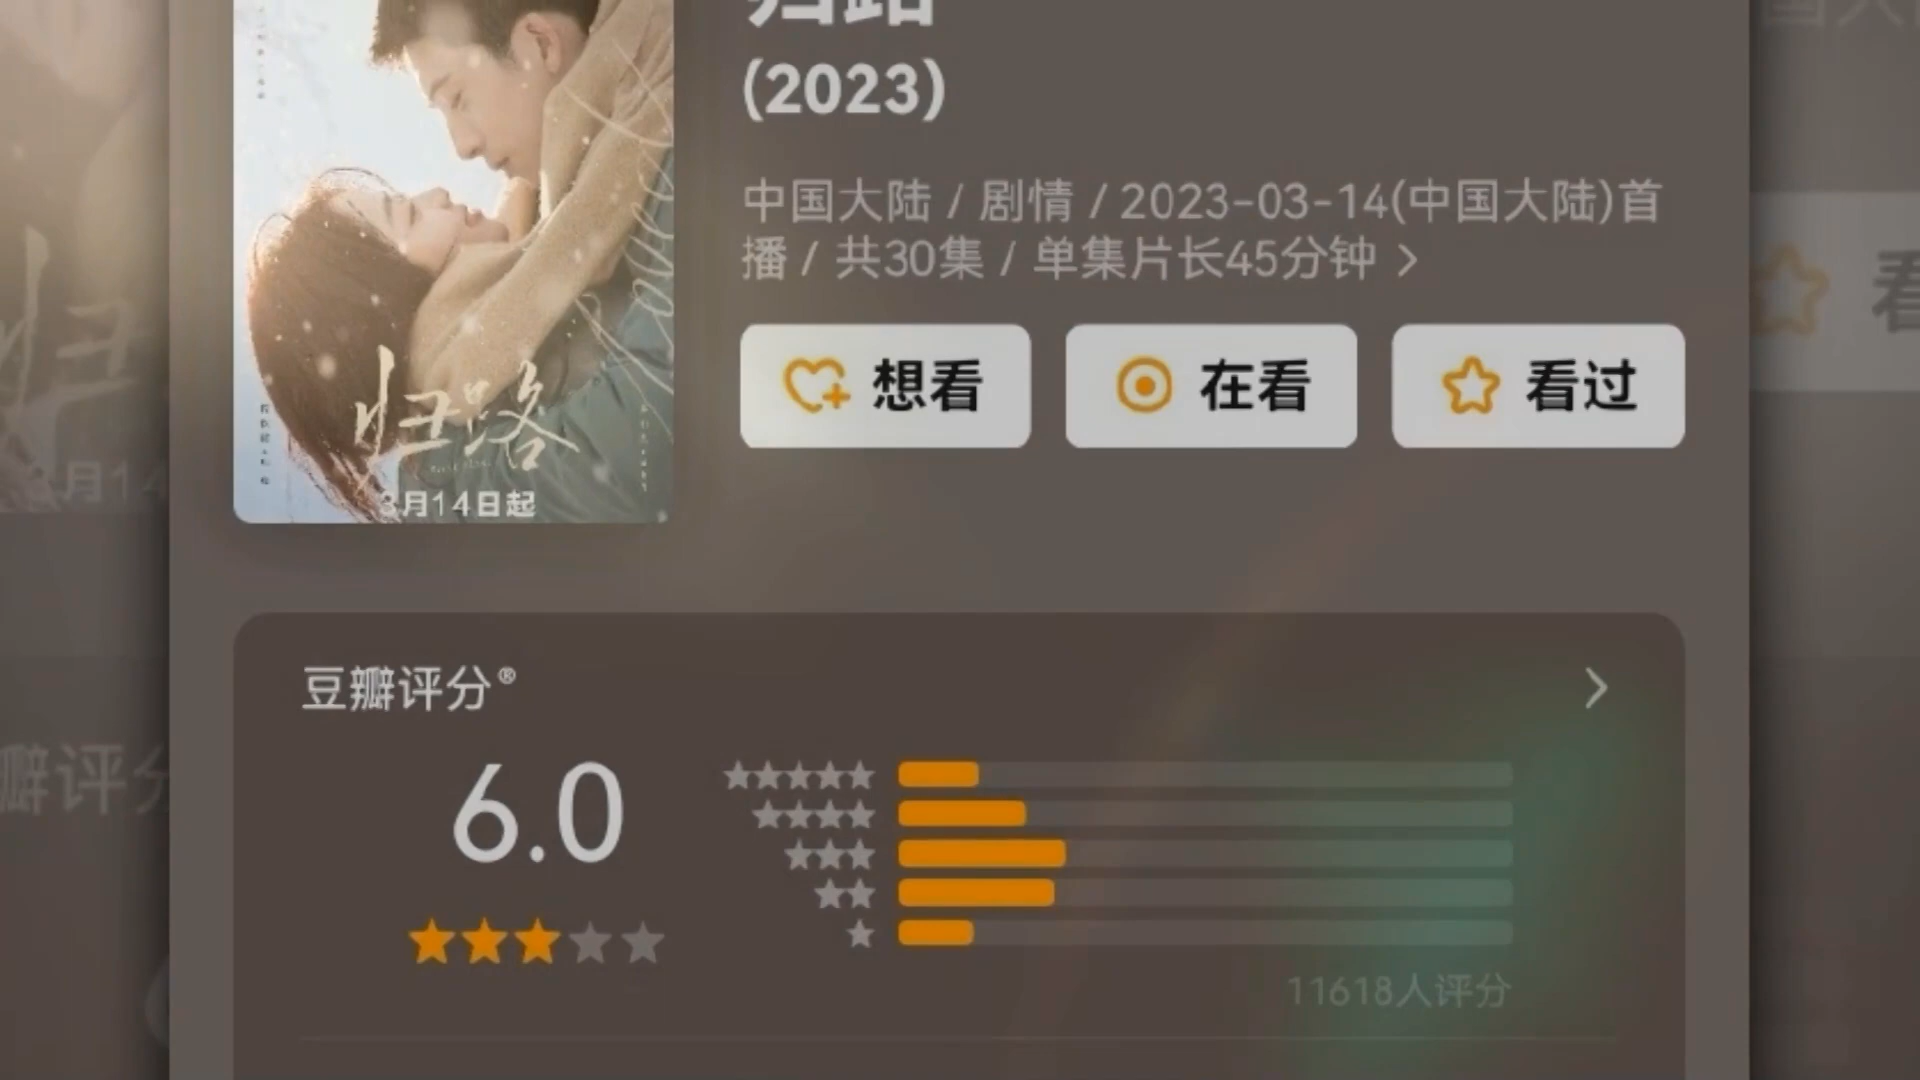 归路
(2023)
中国大陆 / 剧情 / 2023-03-14(中国大陆)首
播 / 共30集 / 单集片长45分钟 >
想看
在看
看过
归路
3月14日起
豆瓣评分®
6.0
11618人评分